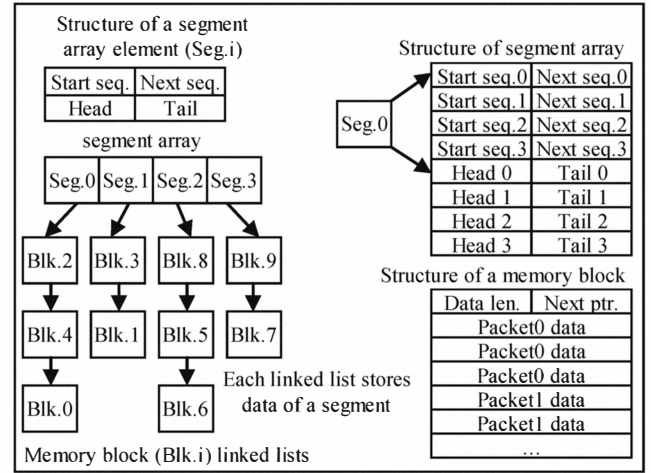 Structure of a segment
array element (Seg.i)
Start seq. Next seq.
Head Tail
segment array
Seg.0 Seg.1 Seg.2 Seg.3
Blk.2 Blk.3 Blk.8 Blk.9
Blk.4 Blk.1 Blk.5 Blk.7
Blk.0 Blk.6
Each linked list stores
data of a segment
Memory block (Blk.i) linked lists
Structure of segment array
Seg.0
Start seq.0 Next seq.0
Start seq.1 Next seq.1
Start seq.2 Next seq.2
Start seq.3 Next seq.3
Head 0 Tail 0
Head 1 Tail 1
Head 2 Tail 2
Head 3 Tail 3
Structure of a memory block
Data len. Next ptr.
Packet0 data
Packet0 data
Packet0 data
Packet1 data
Packet1 data
...